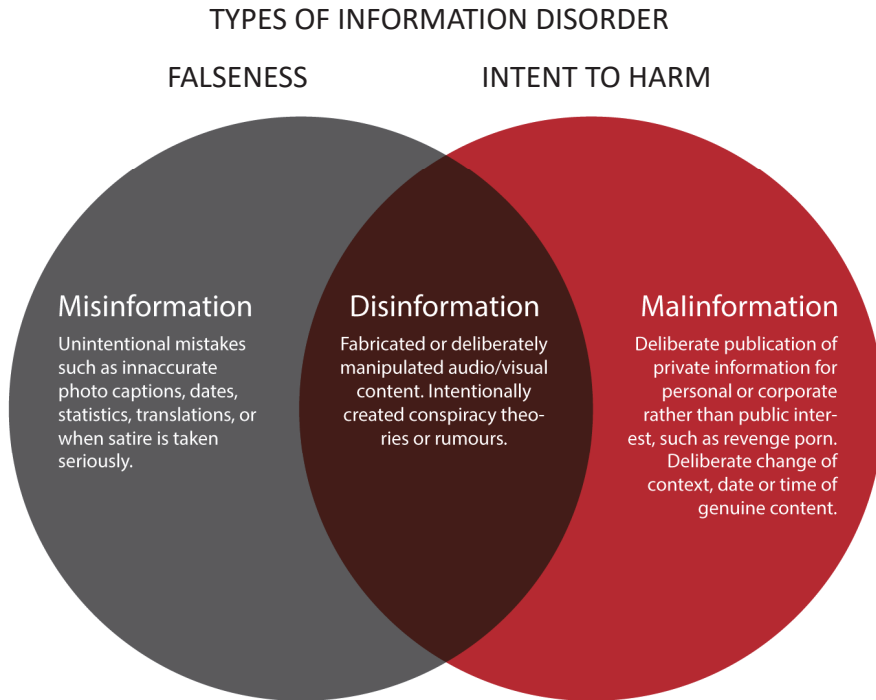 TYPES OF INFORMATION DISORDER
FALSENESS
INTENT TO HARM
Misinformation
Unintentional mistakes
such as innaccurate
photo captions, dates,
statistics, translations, or
when satire is taken
seriously.
Disinformation
Fabricated or deliberately
manipulated audio/visual
content. Intentionally
created conspiracy theo-
ries or rumours.
Malinformation
Deliberate publication of
private information for
personal or corporate
rather than public inter-
est, such as revenge porn.
Deliberate change of
context, date or time of
genuine content.